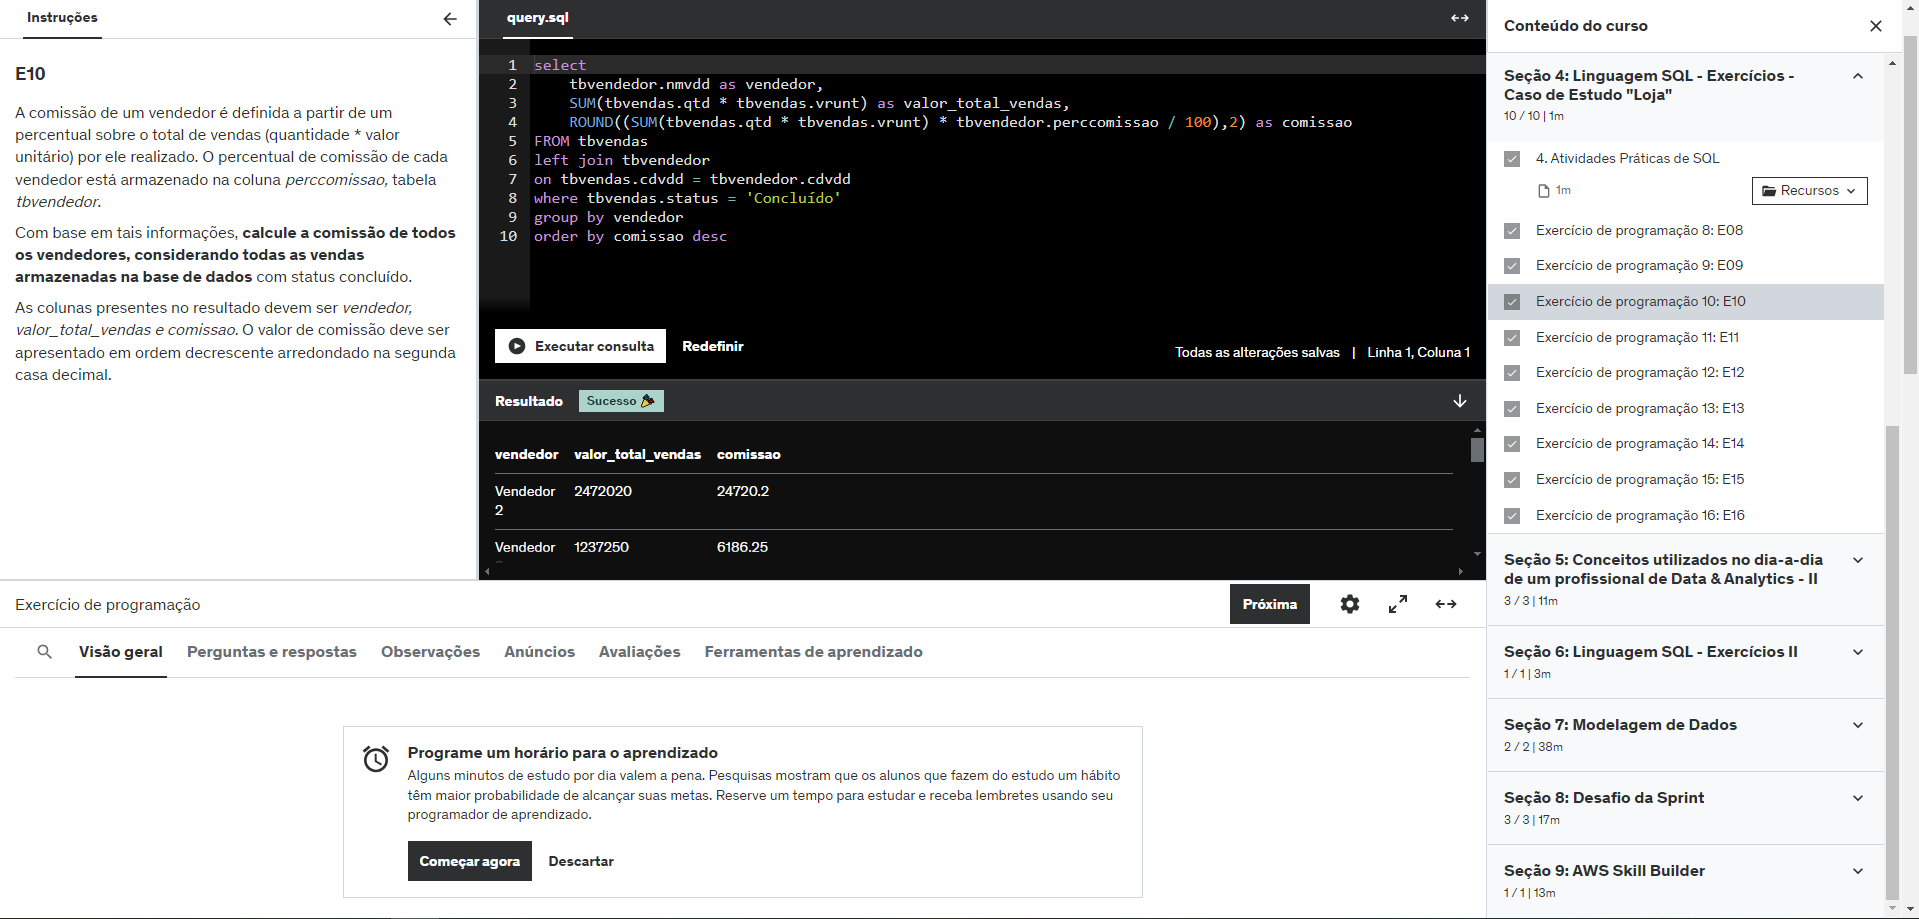 Instruções
E10
A comissão de um vendedor é definida a partir de um
percentual sobre o total de vendas (quantidade * valor
unitário) por ele realizado. O percentual de comissão de cada
vendedor está armazenado na coluna perccomissao, tabela
tbvendedor.
Com base em tais informações, calcule a comissão de todos
os vendedores, considerando todas as vendas
armazenadas na base de dados com status concluído.
As colunas presentes no resultado devem ser vendedor,
valor_total_vendas e comissao. O valor de comissão deve ser
apresentado em ordem decrescente arredondado na segunda
casa decimal.
query.sql
1 select
2 tbvendedor.nmvdd as vendedor,
3 SUM(tbvendas.qtd * tbvendas.vrunt) as valor_total_vendas,
4 ROUND((SUM(tbvendas.qtd * tbvendas.vrunt) * tbvendedor.perccomissao / 100),2) as comissao
5 FROM tbvendas
6 left join tbvendedor
7 on tbvendas.cdvdd = tbvendedor.cdvdd
8 where tbvendas.status = 'Concluído'
9 group by vendedor
10 order by comissao desc
Executar consulta
Redefinir
Todas as alterações salvas | Linha 1, Coluna 1
Resultado
Sucesso
vendedor valor_total_vendas comissao
Vendedor 2472020 24720.2
2
Vendedor 1237250 6186.25
Exercício de programação
Próxima
Visão geral
Perguntas e respostas
Observações
Anúncios
Avaliações
Ferramentas de aprendizado
Programe um horário para o aprendizado
Alguns minutos de estudo por dia valem a pena. Pesquisas mostram que os alunos que fazem do estudo um hábito
têm maior probabilidade de alcançar suas metas. Reserve um tempo para estudar e receba lembretes usando seu
programador de aprendizado.
Começar agora
Descartar
Conteúdo do curso
Seção 4: Linguagem SQL - Exercícios -
Caso de Estudo "Loja"
10 / 10 | 1m
4. Atividades Práticas de SQL
1m
Recursos
Exercício de programação 8: E08
Exercício de programação 9: E09
Exercício de programação 10: E10
Exercício de programação 11: E11
Exercício de programação 12: E12
Exercício de programação 13: E13
Exercício de programação 14: E14
Exercício de programação 15: E15
Exercício de programação 16: E16
Seção 5: Conceitos utilizados no dia-a-dia
de um profissional de Data & Analytics - II
3 / 3 | 11m
Seção 6: Linguagem SQL - Exercícios II
1 / 1 | 3m
Seção 7: Modelagem de Dados
2 / 2 | 38m
Seção 8: Desafio da Sprint
3 / 3 | 17m
Seção 9: AWS Skill Builder
1 / 1 | 13m